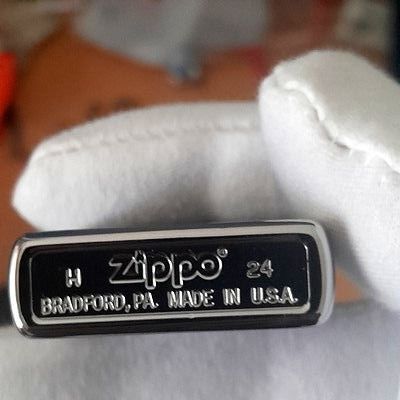 H Zippo® 24
BRADFORD, PA. MADE IN U.S.A.